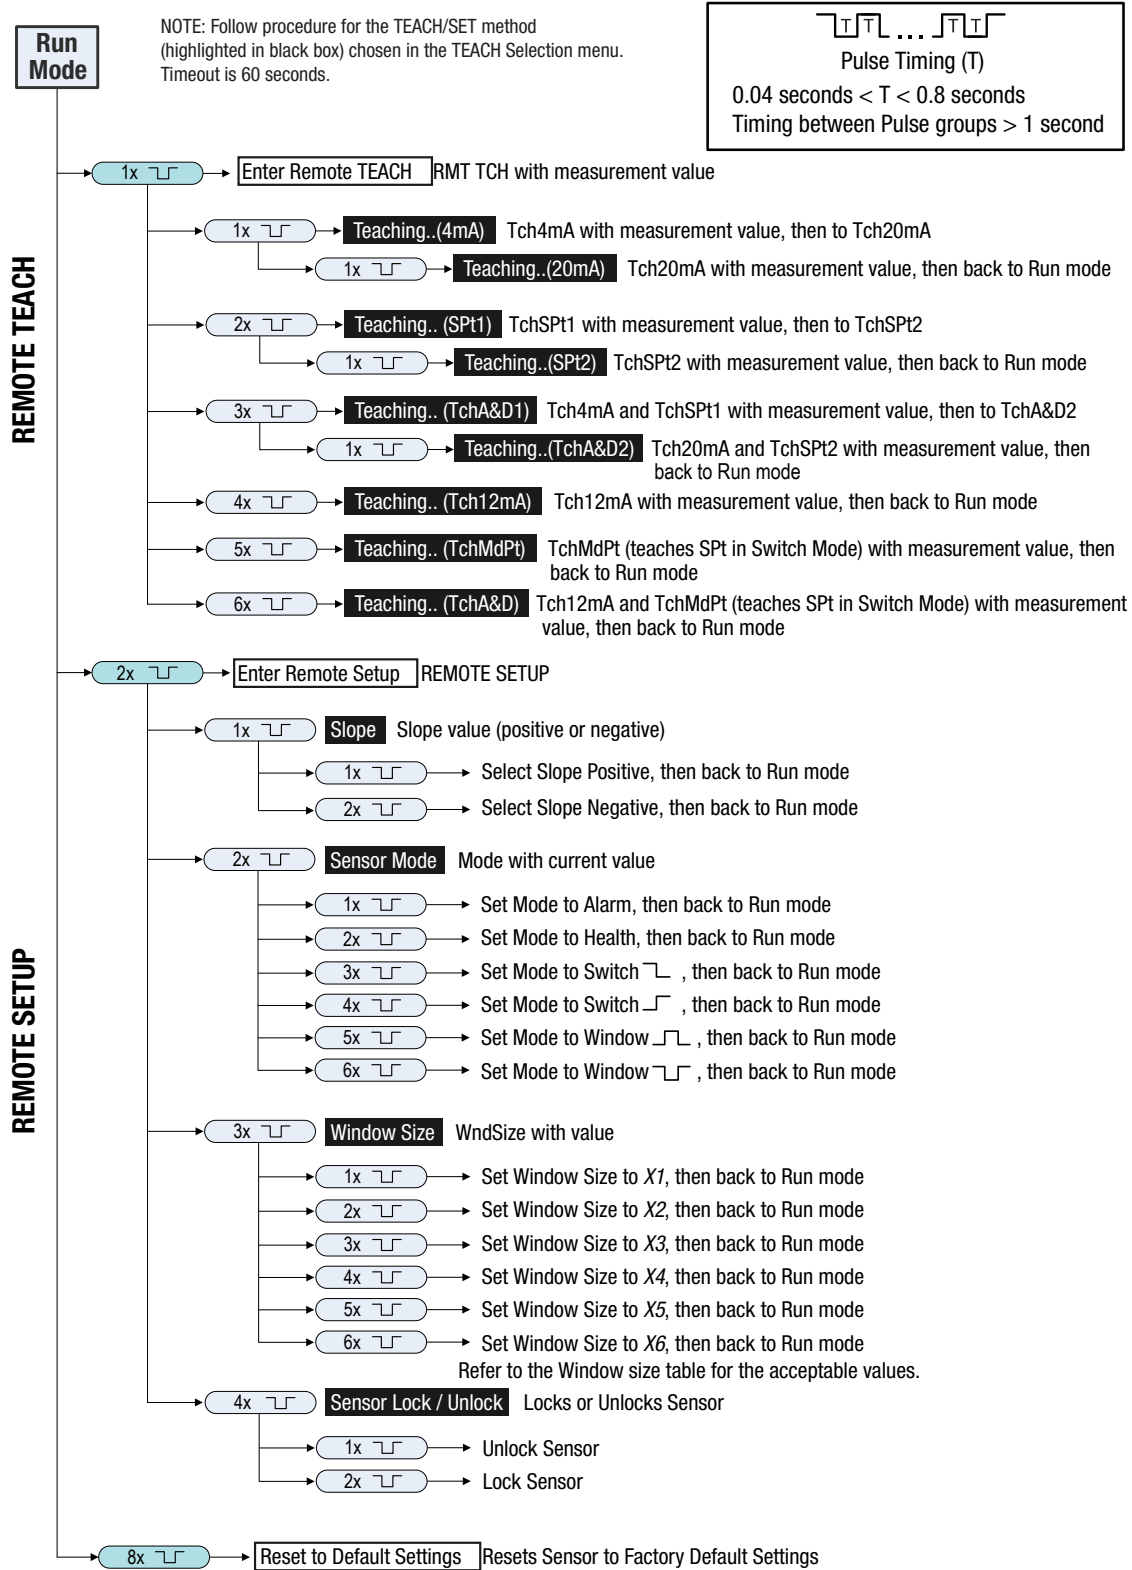 Run
Mode
NOTE: Follow procedure for the TEACH/SET method
(highlighted in black box) chosen in the TEACH Selection menu.
Timeout is 60 seconds.
T T .... T T
Pulse Timing (T)
0.04 seconds < T < 0.8 seconds
Timing between Pulse groups > 1 second
REMOTE TEACH
1x Enter Remote TEACH RMT TCH with measurement value
1x Teaching..(4mA) Tch4mA with measurement value, then to Tch20mA
1x Teaching..(20mA) Tch20mA with measurement value, then back to Run mode
2x Teaching.. (SPt1) TchSPt1 with measurement value, then to TchSPt2
1x Teaching..(SPt2) TchSPt2 with measurement value, then back to Run mode
3x Teaching.. (TchA&D1) Tch4mA and TchSPt1 with measurement value, then to TchA&D2
1x Teaching..(TchA&D2) Tch20mA and TchSPt2 with measurement value, then
back to Run mode
4x Teaching.. (Tch12mA) Tch12mA with measurement value, then back to Run mode
5x Teaching.. (TchMdPt) TchMdPt (teaches SPt in Switch Mode) with measurement value, then
back to Run mode
6x Teaching.. (TchA&D) Tch12mA and TchMdPt (teaches SPt in Switch Mode) with measurement
value, then back to Run mode
REMOTE SETUP
2x Enter Remote Setup REMOTE SETUP
1x Slope Slope value (positive or negative)
1x Select Slope Positive, then back to Run mode
2x Select Slope Negative, then back to Run mode
2x Sensor Mode Mode with current value
1x Set Mode to Alarm, then back to Run mode
2x Set Mode to Health, then back to Run mode
3x Set Mode to Switch , then back to Run mode
4x Set Mode to Switch , then back to Run mode
5x Set Mode to Window , then back to Run mode
6x Set Mode to Window , then back to Run mode
3x Window Size WndSize with value
1x Set Window Size to X1, then back to Run mode
2x Set Window Size to X2, then back to Run mode
3x Set Window Size to X3, then back to Run mode
4x Set Window Size to X4, then back to Run mode
5x Set Window Size to X5, then back to Run mode
6x Set Window Size to X6, then back to Run mode
Refer to the Window size table for the acceptable values.
4x Sensor Lock / Unlock Locks or Unlocks Sensor
1x Unlock Sensor
2x Lock Sensor
8x Reset to Default Settings Resets Sensor to Factory Default Settings